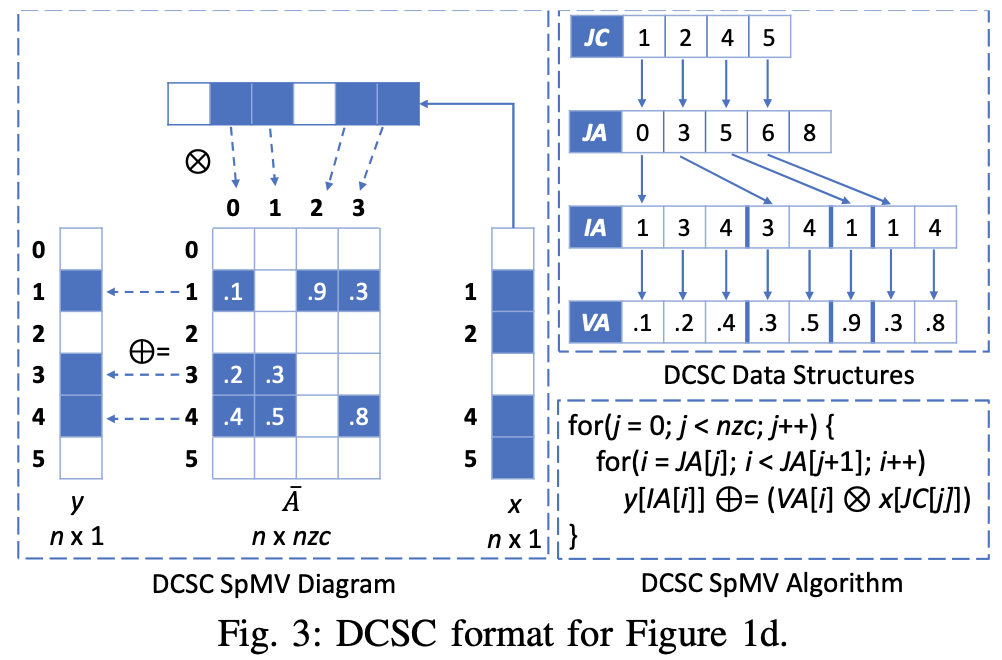 ⊗
0 1 2 3
0 0
1 .1 .9 .3 1 1
2 2 2
⊕=
3 3 .2 .3
4 4 .4 .5 .8 4
5 5 5
y Ā x
n x 1 n x nzc n x 1
DCSC SpMV Diagram
JC 1 2 4 5
JA 0 3 5 6 8
IA 1 3 4 3 4 1 1 4
VA .1 .2 .4 .3 .5 .9 .3 .8
DCSC Data Structures
for(j = 0; j < nzc; j++) {
for(i = JA[j]; i < JA[j+1]; i++)
y[IA[i]] ⊕= (VA[i] ⊗ x[JC[j]])
}
DCSC SpMV Algorithm
Fig. 3: DCSC format for Figure 1d.